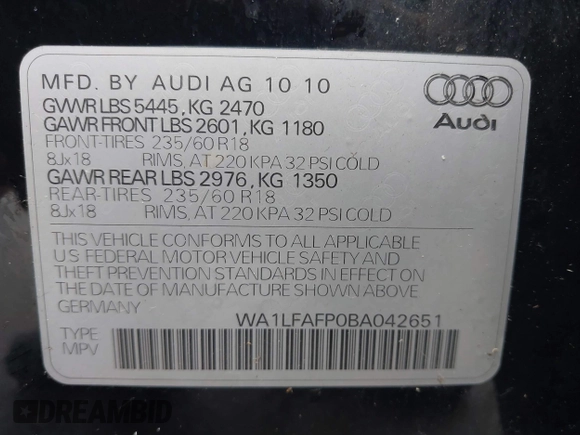 MFD. BY AUDI AG 10 10
GVWR LBS 5445, KG 2470
GAWR FRONT LBS 2601, KG 1180
FRONT-TIRES 235/60 R18
8Jx18 RIMS, AT 220 KPA 32 PSI COLD
GAWR REAR LBS 2976, KG 1350
REAR-TIRES 235/60 R18
8Jx18 RIMS, AT 220 KPA 32 PSI COLD
Audi
THIS VEHICLE CONFORMS TO ALL APPLICABLE
U.S FEDERAL MOTOR VEHICLE SAFETY AND
THEFT PREVENTION STANDARDS IN EFFECT ON
THE DATE OF MANUFACTURE SHOWN ABOVE
GERMANY WA1LFAFP0BA042651
TYPE
MPV
DREAMBID